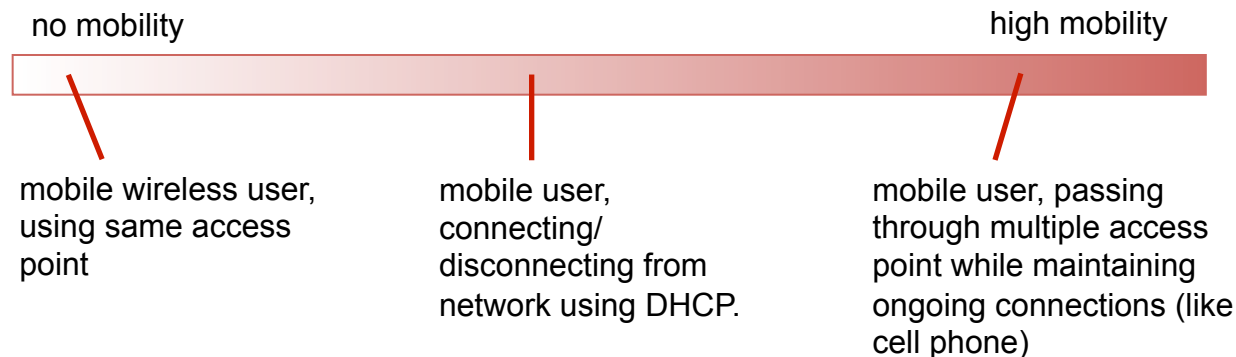 no mobility
high mobility
mobile wireless user,
using same access
point
mobile user,
connecting/
disconnecting from
network using DHCP.
mobile user, passing
through multiple access
point while maintaining
ongoing connections (like
cell phone)